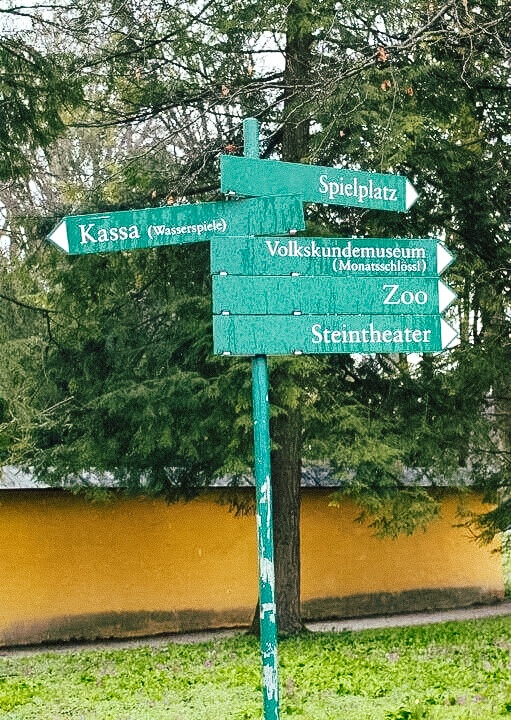 Spielplatz
Kassa (Wasserspiele)
Volkskundemuseum
(Monatsschlössl)
Zoo
Steintheater